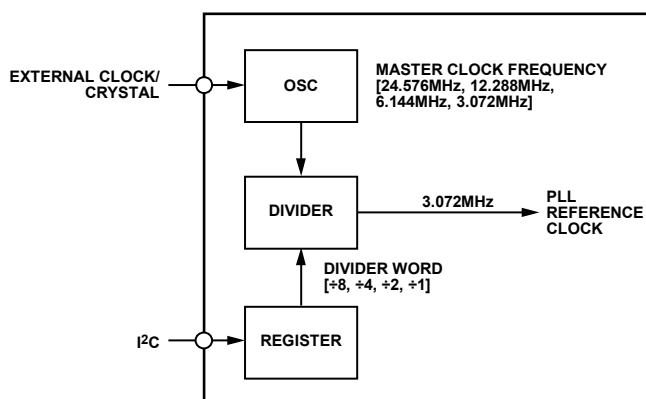 EXTERNAL CLOCK/
CRYSTAL
OSC
MASTER CLOCK FREQUENCY
[24.576MHz, 12.288MHz,
6.144MHz, 3.072MHz]
DIVIDER
3.072MHz
PLL
REFERENCE
CLOCK
DIVIDER WORD
[÷8, ÷4, ÷2, ÷1]
I²C
REGISTER